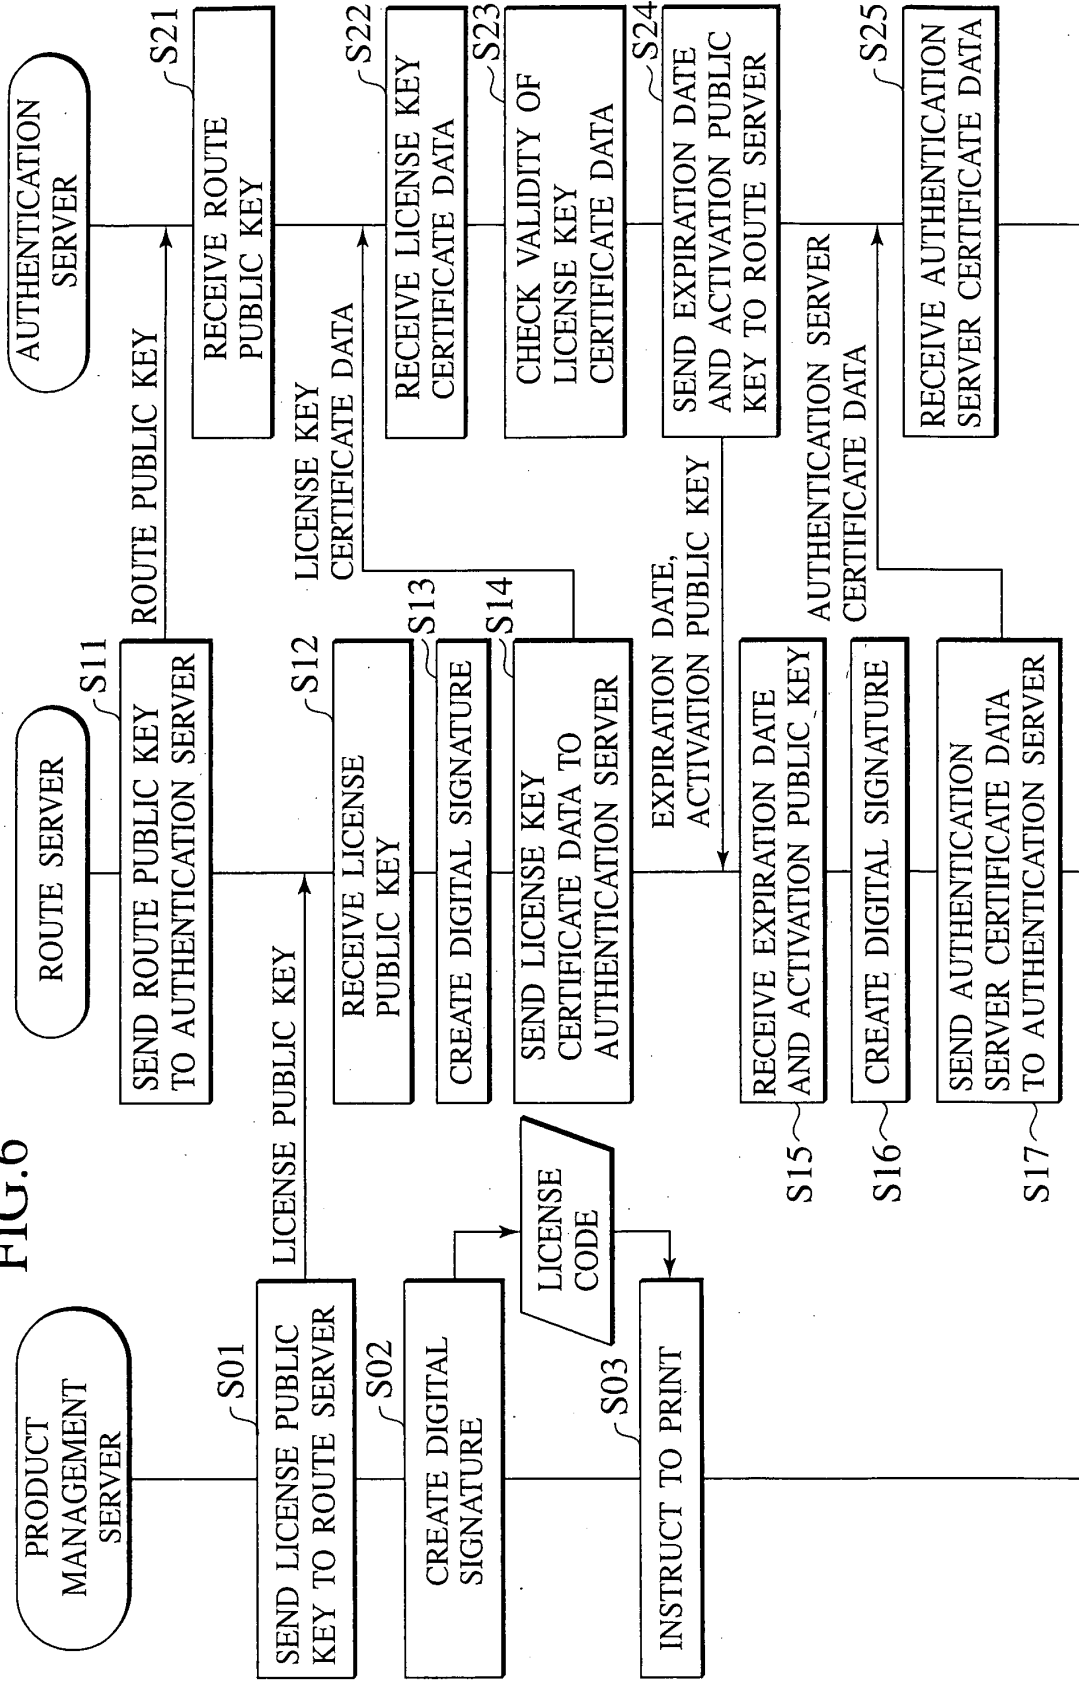 FIG.6
PRODUCT
MANAGEMENT
SERVER
S01
SEND LICENSE PUBLIC
KEY TO ROUTE SERVER
LICENSE PUBLIC KEY
S02
CREATE DIGITAL
SIGNATURE
LICENSE
CODE
S03
INSTRUCT TO PRINT
ROUTE SERVER
S11
SEND ROUTE PUBLIC KEY
TO AUTHENTICATION SERVER
ROUTE PUBLIC KEY
S12
RECEIVE LICENSE
PUBLIC KEY
S13
CREATE DIGITAL SIGNATURE
S14
SEND LICENSE KEY
CERTIFICATE DATA TO
AUTHENTICATION SERVER
LICENSE KEY
CERTIFICATE DATA
EXPIRATION DATE,
ACTIVATION PUBLIC KEY
S15
RECEIVE EXPIRATION DATE
AND ACTIVATION PUBLIC KEY
S16
CREATE DIGITAL SIGNATURE
S17
SEND AUTHENTICATION
SERVER CERTIFICATE DATA
TO AUTHENTICATION SERVER
AUTHENTICATION SERVER
CERTIFICATE DATA
AUTHENTICATION
SERVER
S21
RECEIVE ROUTE
PUBLIC KEY
S22
RECEIVE LICENSE KEY
CERTIFICATE DATA
S23
CHECK VALIDITY OF
LICENSE KEY
CERTIFICATE DATA
S24
SEND EXPIRATION DATE
AND ACTIVATION PUBLIC
KEY TO ROUTE SERVER
S25
RECEIVE AUTHENTICATION
SERVER CERTIFICATE DATA